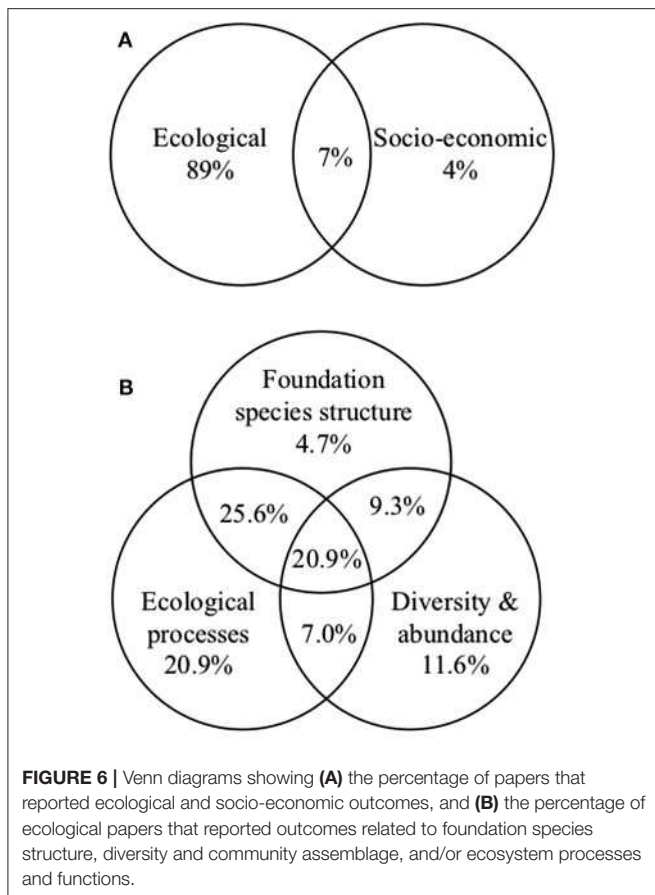 A
Ecological
89%
7%
Socio-economic
4%
B
Foundation
species structure
4.7%
25.6%
9.3%
20.9%
Ecological
processes
20.9%
7.0%
Diversity &
abundance
11.6%
FIGURE 6 | Venn diagrams showing (A) the percentage of papers that
reported ecological and socio-economic outcomes, and (B) the percentage of
ecological papers that reported outcomes related to foundation species
structure, diversity and community assemblage, and/or ecosystem processes
and functions.